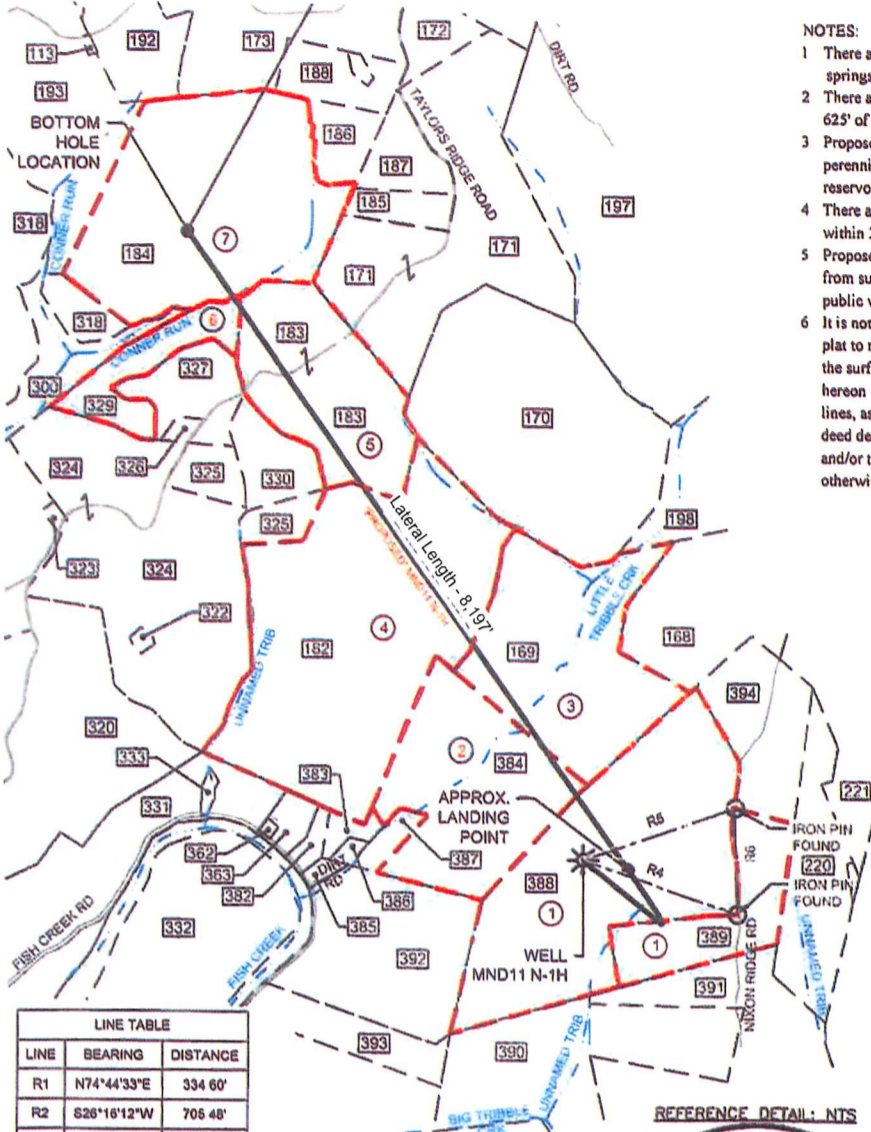 113
192
173
172
188
193
DIRT RD
BOTTOM
HOLE
LOCATION
186
TAYLORS RIDGE ROAD
187
185
197
CONNER RUN
318
184
7
171
171
318
6
183
CONNER RUN
327
300
329
183
170
326
324
325
330
5
325
198
323
324
Lateral Length - 8,197'
MND11 N-1H
LITTLE
TRIBBLE CRK
322
4
182
169
168
UNNAMED TRIB
394
320
3
2
384
333
383
221
331
APPROX.
LANDING
POINT
R5
IRON PIN
FOUND
R6
220
387
362
363
382
DIRT
RD
386
385
388
R4
IRON PIN
FOUND
FISH CREEK RD
332
1
1
389
FISH CREEK
392
WELL
MND11 N-1H
391
NIXON RIDGE RD
UNNAMED TRIB
393
390
UNNAMED TRIB
BIG TRIBBLE
CRK
NOTES:
1 There a
springs
2 There a
625' of
3 Propose
perenni
reservo
4 There a
within
5 Propose
from su
public
6 It is not
plat to
the surf
hereon
lines, as
deed de
and/or t
otherwi
LINE TABLE
LINE BEARING DISTANCE
R1 N74°44'33"E 334 60'
R2 S26°16'12"W 705 48'
REFERENCE DETAIL: NTS